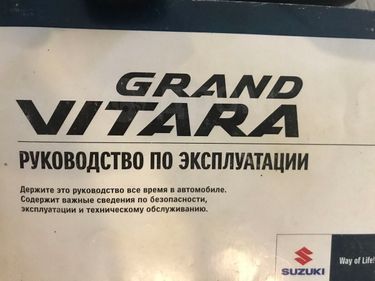 GRAND
VITARA
РУКОВОДСТВО ПО ЭКСПЛУАТАЦИИ
Держите это руководство все время в автомобиле.
Содержит важные сведения по безопасности,
эксплуатации и техническому обслуживанию.
SUZUKI
Way of Life!